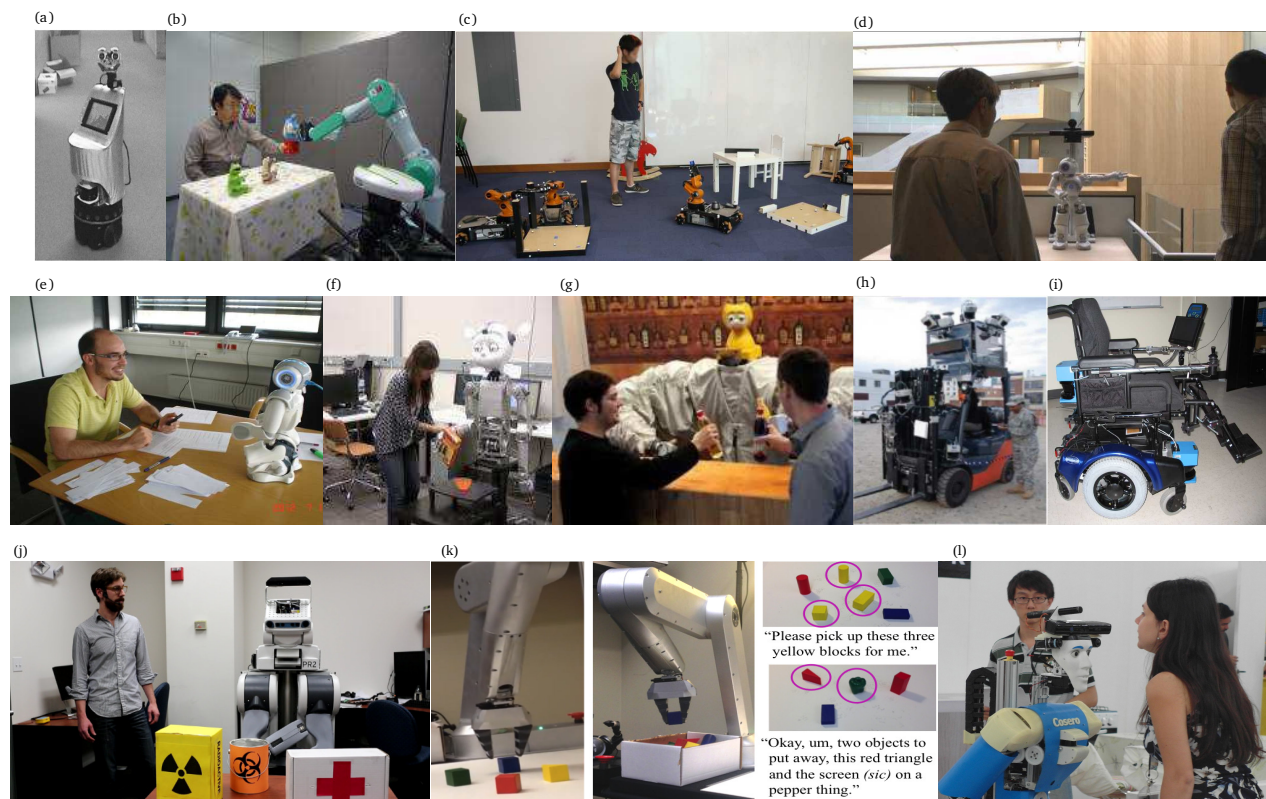 (a)
(b)
(c)
(d)
(e)
(f)
(g)
(h)
(i)
(j)
PR2
(k)
“Please pick up these three
yellow blocks for me.”
“Okay, um, two objects to
put away, this red triangle
and the screen (sic) on a
pepper thing.”
(l)
Cosero